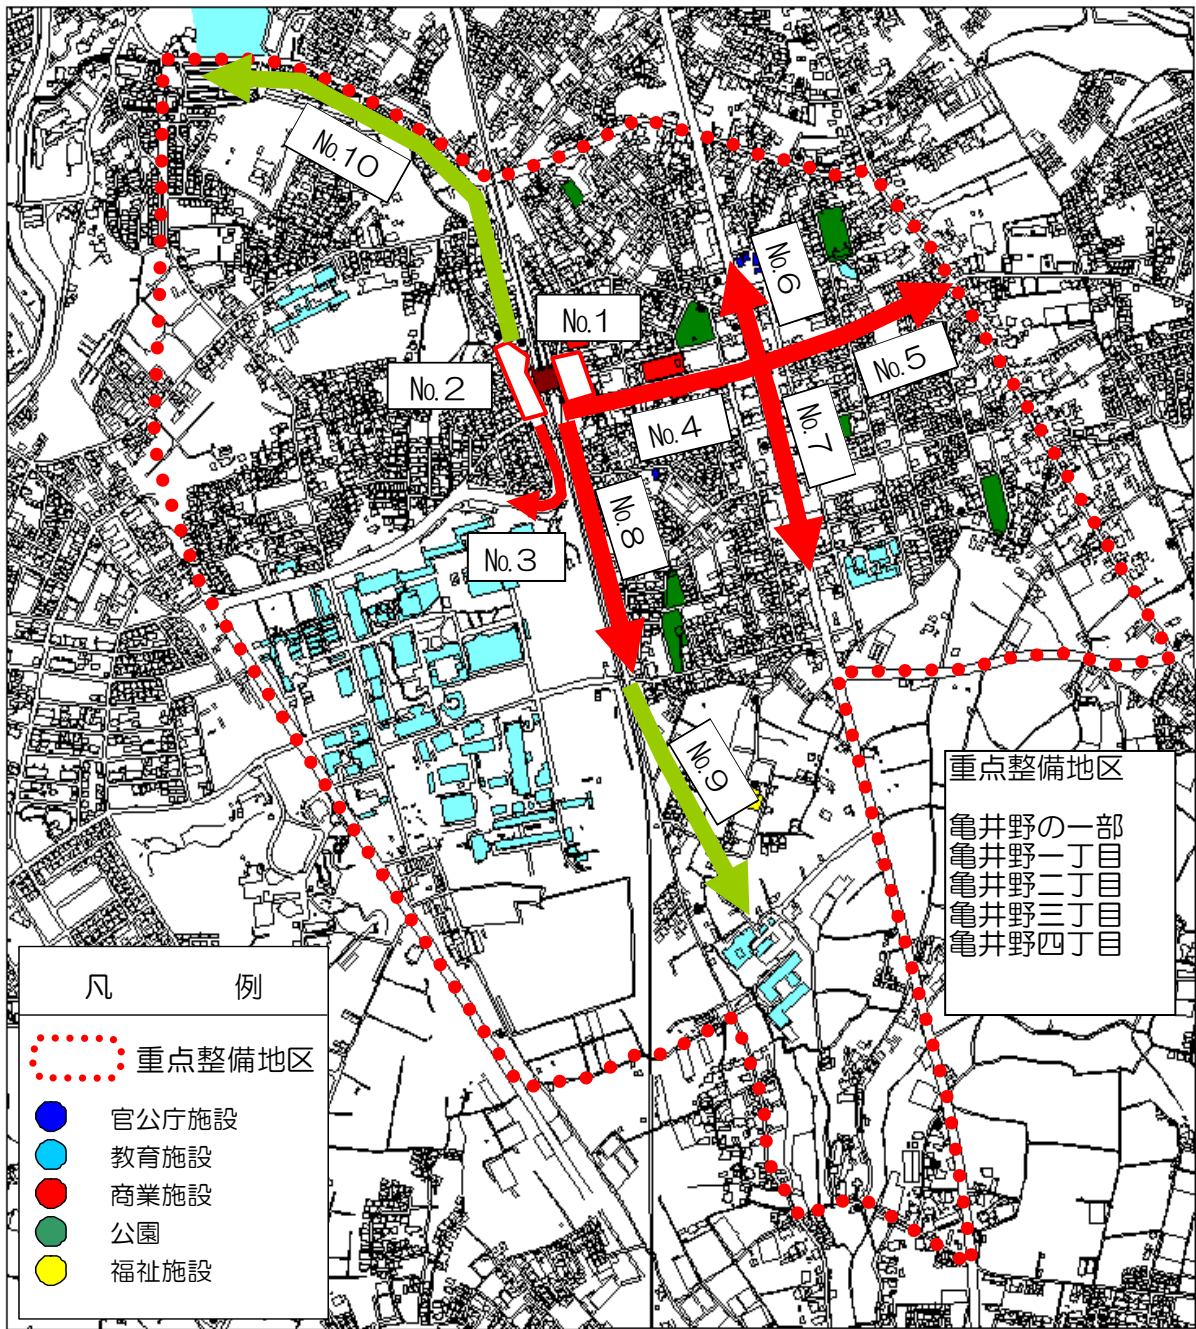 No.10
No.6
No.1
No.2
No.5
No.4
No.7
No.8
No.3
No.9
重点整備地区
亀井野の一部
亀井野一丁目
亀井野二丁目
亀井野三丁目
亀井野四丁目
凡 例
重点整備地区
官公庁施設
教育施設
商業施設
公園
福祉施設